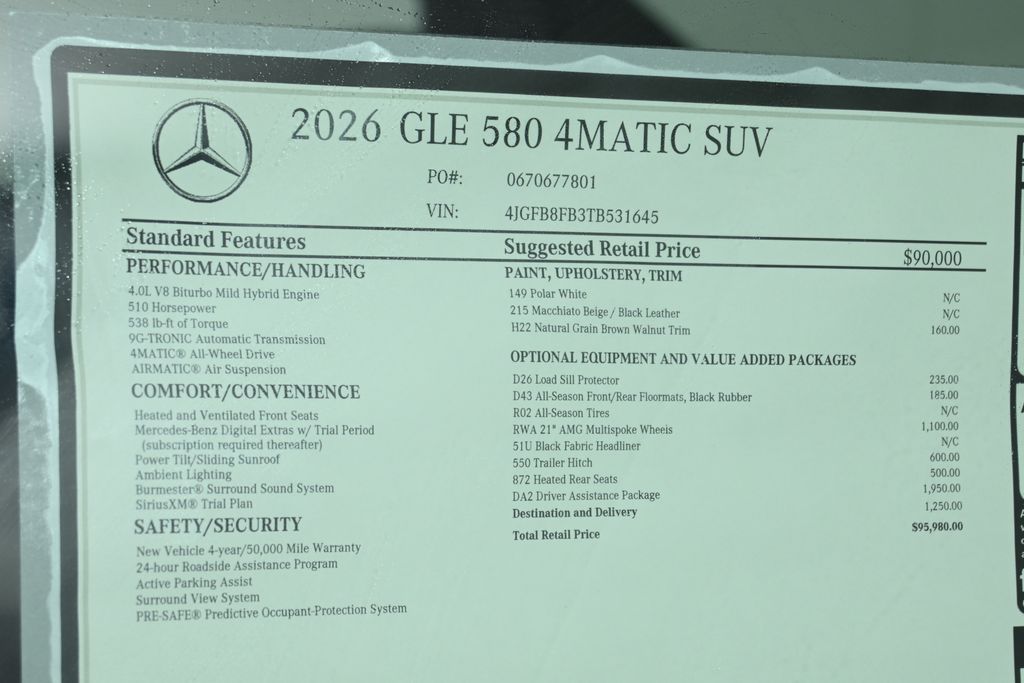 2026 GLE 580 4MATIC SUV
PO#: 0670677801
VIN: 4JGFB8FB3TB531645
Standard Features
PERFORMANCE/HANDLING
4.0L V8 Biturbo Mild Hybrid Engine
510 Horsepower
538 lb-ft of Torque
9G-TRONIC Automatic Transmission
4MATIC® All-Wheel Drive
AIRMATIC® Air Suspension
COMFORT/CONVENIENCE
Heated and Ventilated Front Seats
Mercedes-Benz Digital Extras w/ Trial Period
(subscription required thereafter)
Power Tilt/Sliding Sunroof
Ambient Lighting
Burmester® Surround Sound System
SiriusXM® Trial Plan
SAFETY/SECURITY
New Vehicle 4-year/50,000 Mile Warranty
24-hour Roadside Assistance Program
Active Parking Assist
Surround View System
PRE-SAFE® Predictive Occupant-Protection System
Suggested Retail Price $90,000
PAINT, UPHOLSTERY, TRIM
149 Polar White N/C
215 Macchiato Beige / Black Leather N/C
H22 Natural Grain Brown Walnut Trim 160.00
OPTIONAL EQUIPMENT AND VALUE ADDED PACKAGES
D26 Load Sill Protector 235.00
D43 All-Season Front/Rear Floormats, Black Rubber 185.00
R02 All-Season Tires N/C
RWA 21" AMG Multispoke Wheels 1,100.00
51U Black Fabric Headliner N/C
550 Trailer Hitch 600.00
872 Heated Rear Seats 500.00
DA2 Driver Assistance Package 1,950.00
Destination and Delivery 1,250.00
Total Retail Price $95,980.00